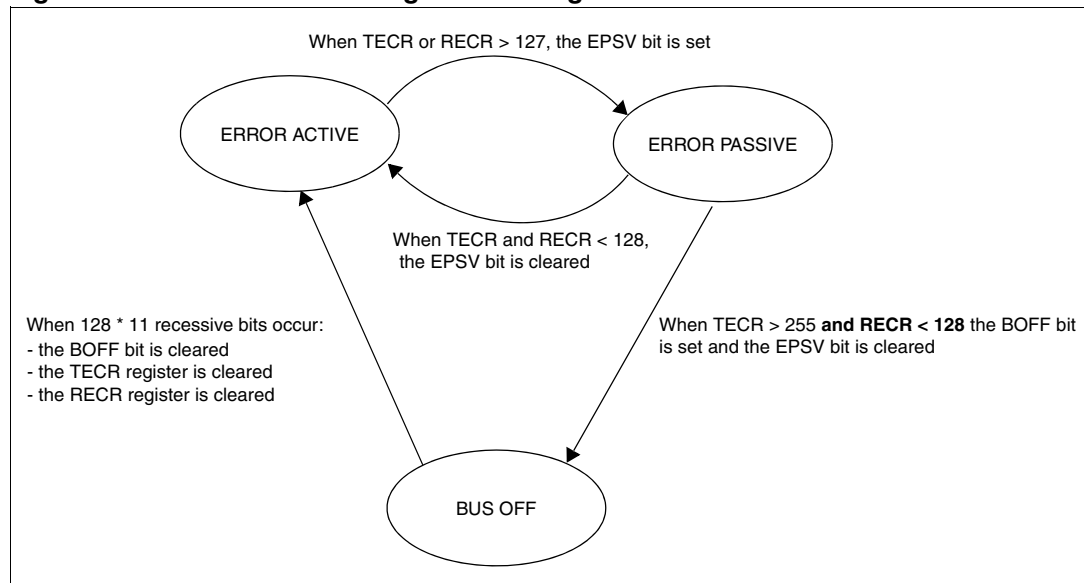 When TECR or RECR > 127, the EPSV bit is set
ERROR ACTIVE
ERROR PASSIVE
When TECR and RECR < 128,
the EPSV bit is cleared
When 128 * 11 recessive bits occur:
- the BOFF bit is cleared
- the TECR register is cleared
- the RECR register is cleared
When TECR > 255 and RECR < 128 the BOFF bit
is set and the EPSV bit is cleared
BUS OFF